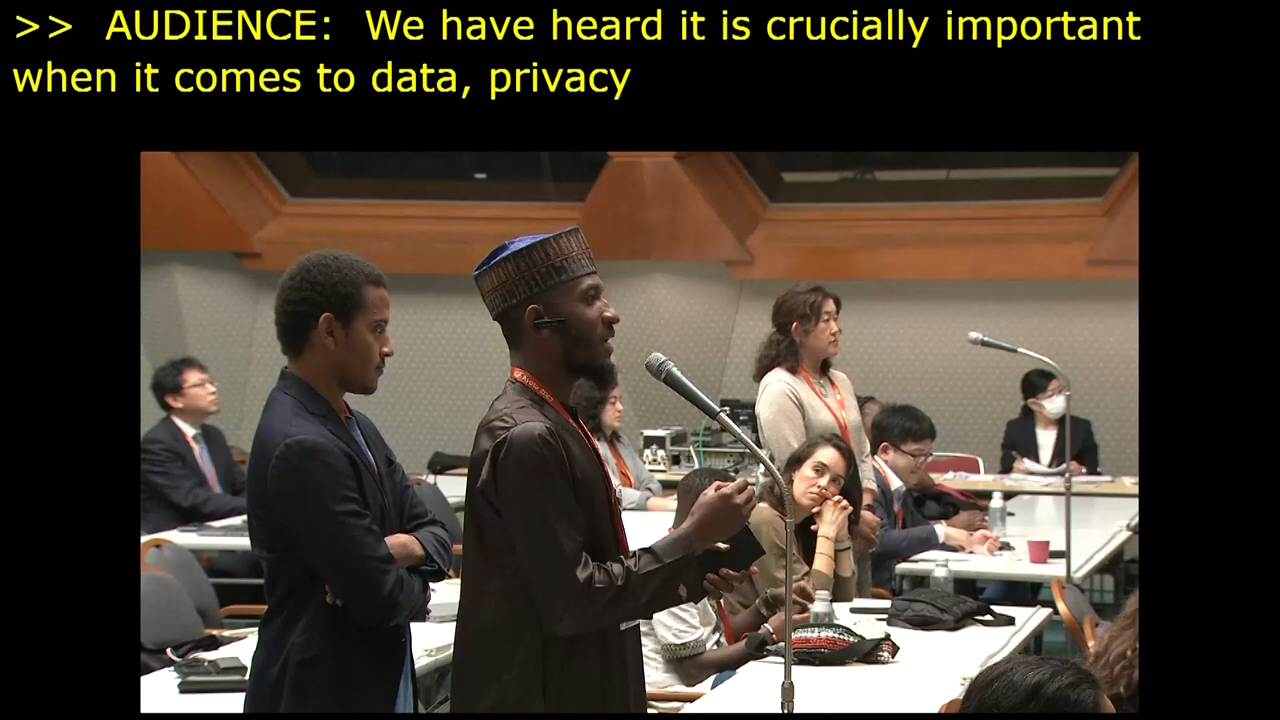 >> AUDIENCE: We have heard it is crucially important
when it comes to data, privacy